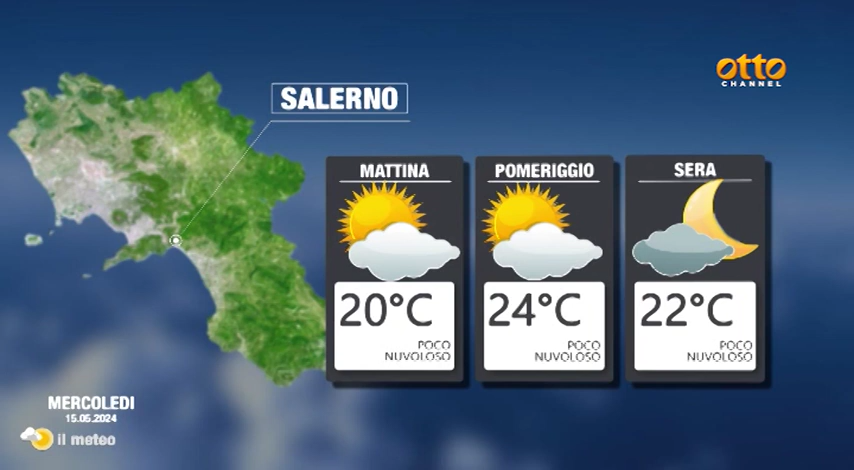 otto
CHANNEL
SALERNO
MATTINA
20°C
POCO
NUVOLOSO
POMERIGGIO
24°C
POCO
NUVOLOSO
SERA
22°C
POCO
NUVOLOSO
MERCOLEDI
15.05.2024
il meteo